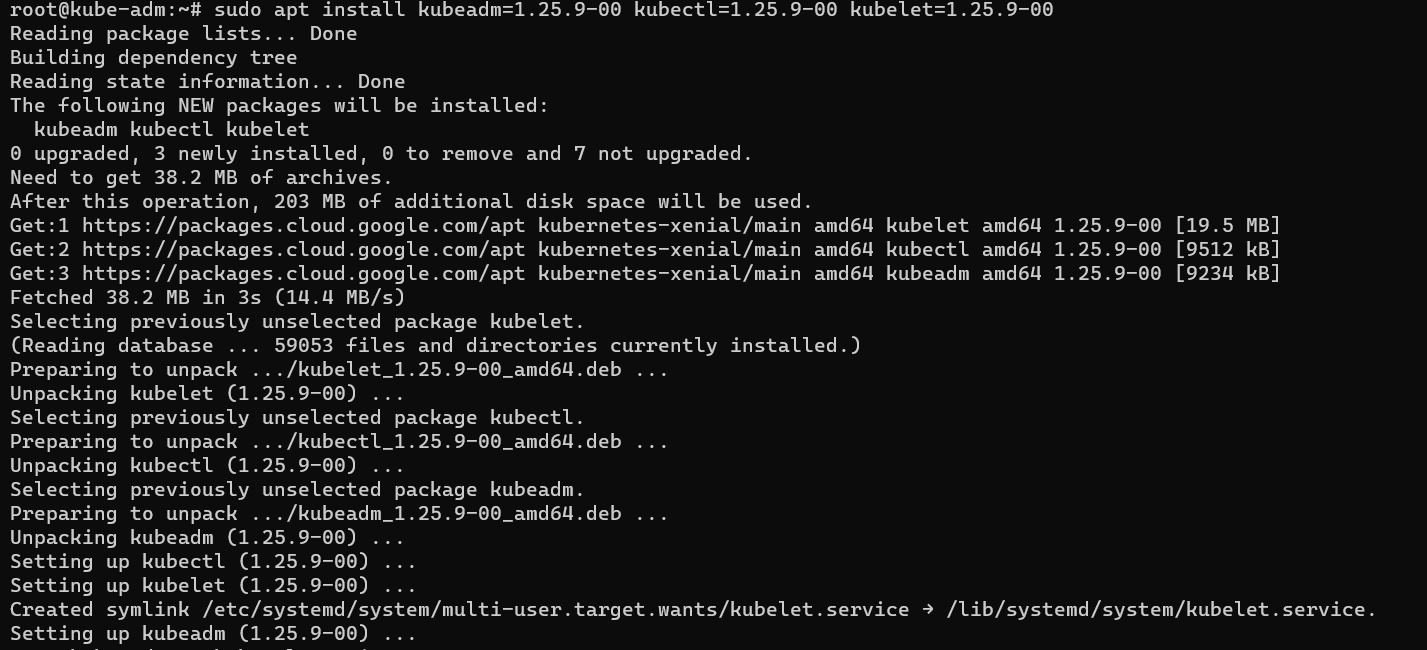 root@kube-adm:~# sudo apt install kubeadm=1.25.9-00 kubectl=1.25.9-00 kubelet=1.25.9-00
Reading package lists... Done
Building dependency tree
Reading state information... Done
The following NEW packages will be installed:
  kubeadm kubectl kubelet
0 upgraded, 3 newly installed, 0 to remove and 7 not upgraded.
Need to get 38.2 MB of archives.
After this operation, 203 MB of additional disk space will be used.
Get:1 https://packages.cloud.google.com/apt kubernetes-xenial/main amd64 kubelet amd64 1.25.9-00 [19.5 MB]
Get:2 https://packages.cloud.google.com/apt kubernetes-xenial/main amd64 kubectl amd64 1.25.9-00 [9512 kB]
Get:3 https://packages.cloud.google.com/apt kubernetes-xenial/main amd64 kubeadm amd64 1.25.9-00 [9234 kB]
Fetched 38.2 MB in 3s (14.4 MB/s)
Selecting previously unselected package kubelet.
(Reading database ... 59053 files and directories currently installed.)
Preparing to unpack .../kubelet_1.25.9-00_amd64.deb ...
Unpacking kubelet (1.25.9-00) ...
Selecting previously unselected package kubectl.
Preparing to unpack .../kubectl_1.25.9-00_amd64.deb ...
Unpacking kubectl (1.25.9-00) ...
Selecting previously unselected package kubeadm.
Preparing to unpack .../kubeadm_1.25.9-00_amd64.deb ...
Unpacking kubeadm (1.25.9-00) ...
Setting up kubectl (1.25.9-00) ...
Setting up kubelet (1.25.9-00) ...
Created symlink /etc/systemd/system/multi-user.target.wants/kubelet.service → /lib/systemd/system/kubelet.service.
Setting up kubeadm (1.25.9-00) ...